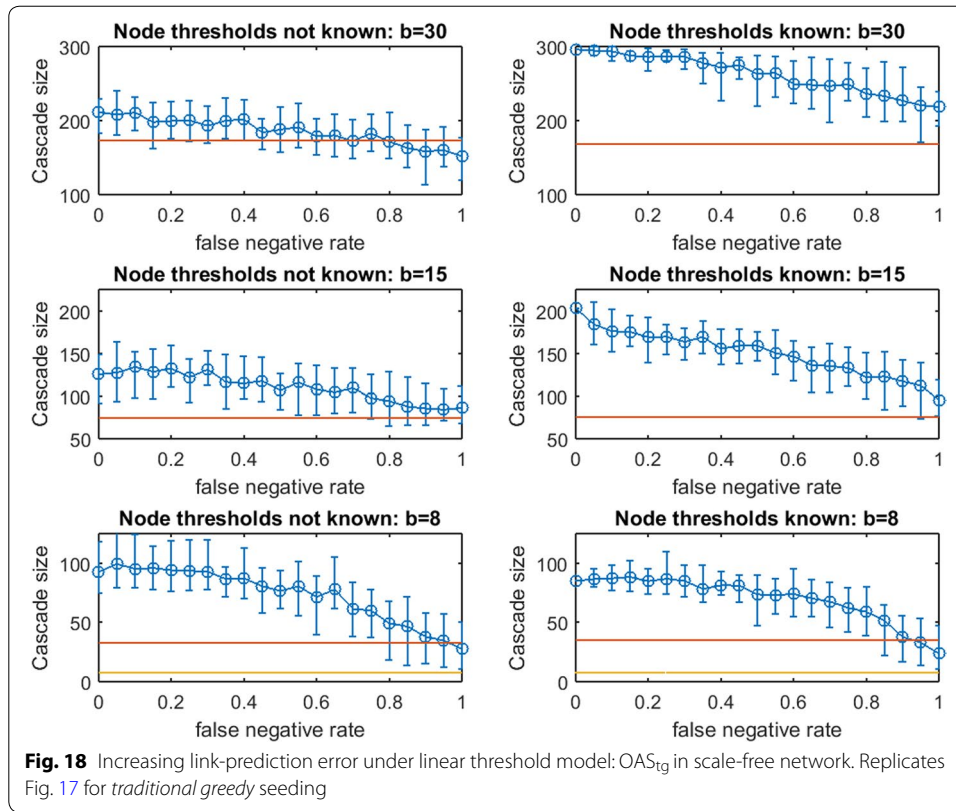 Node thresholds not known: b=30
Cascade size
300
200
100
0 0.2 0.4 0.6 0.8 1
false negative rate
Node thresholds known: b=30
Cascade size
300
200
100
0 0.2 0.4 0.6 0.8 1
false negative rate
Node thresholds not known: b=15
Cascade size
200
150
100
50
0 0.2 0.4 0.6 0.8 1
false negative rate
Node thresholds known: b=15
Cascade size
200
150
100
50
0 0.2 0.4 0.6 0.8 1
false negative rate
Node thresholds not known: b=8
Cascade size
100
50
0
0 0.2 0.4 0.6 0.8 1
false negative rate
Node thresholds known: b=8
Cascade size
100
50
0
0 0.2 0.4 0.6 0.8 1
false negative rate
Fig. 18 Increasing link-prediction error under linear threshold model: OAStg in scale-free network. Replicates
Fig. 17 for traditional greedy seeding